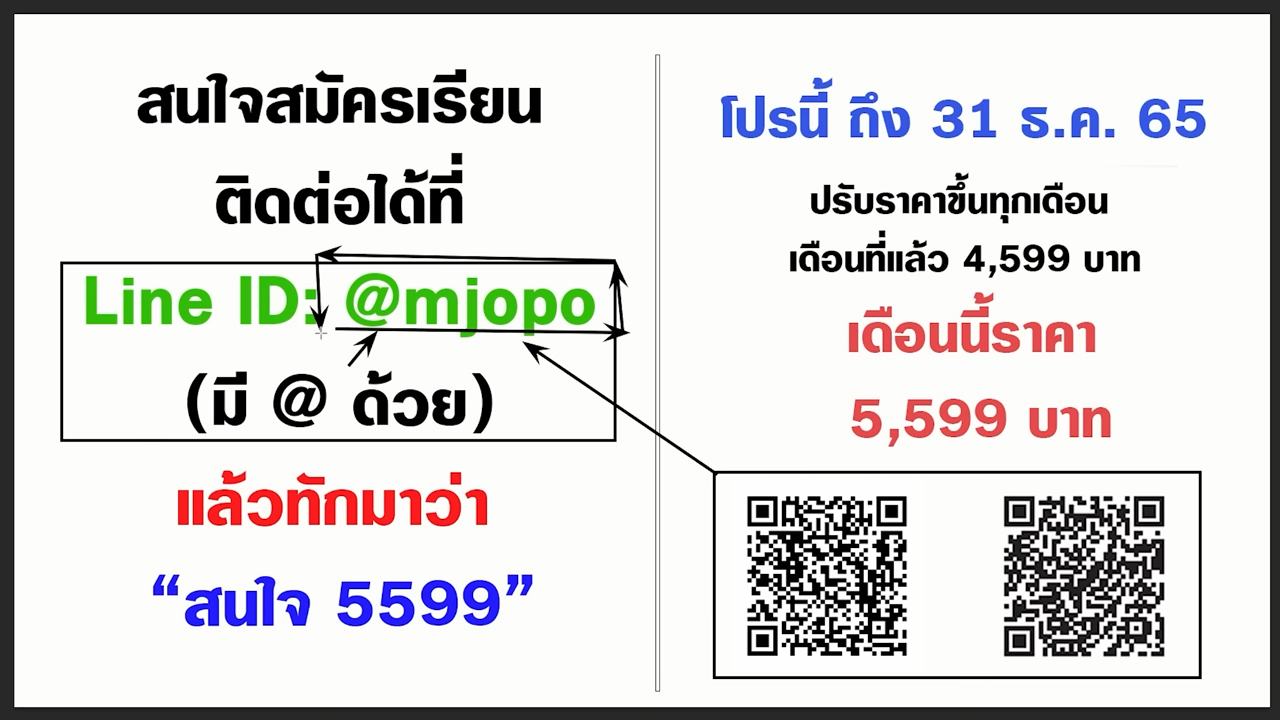 สนใจสมัครเรียน
ติดต่อได้ที่
Line ID: @mjopo
(มี @ ด้วย)
แล้วทักมาว่า
“สนใจ 5599”
โปรนี้ ถึง 31 ธ.ค. 65
ปรับราคาขึ้นทุกเดือน
เดือนที่แล้ว 4,599 บาท
เดือนนี้ราคา
5,599 บาท